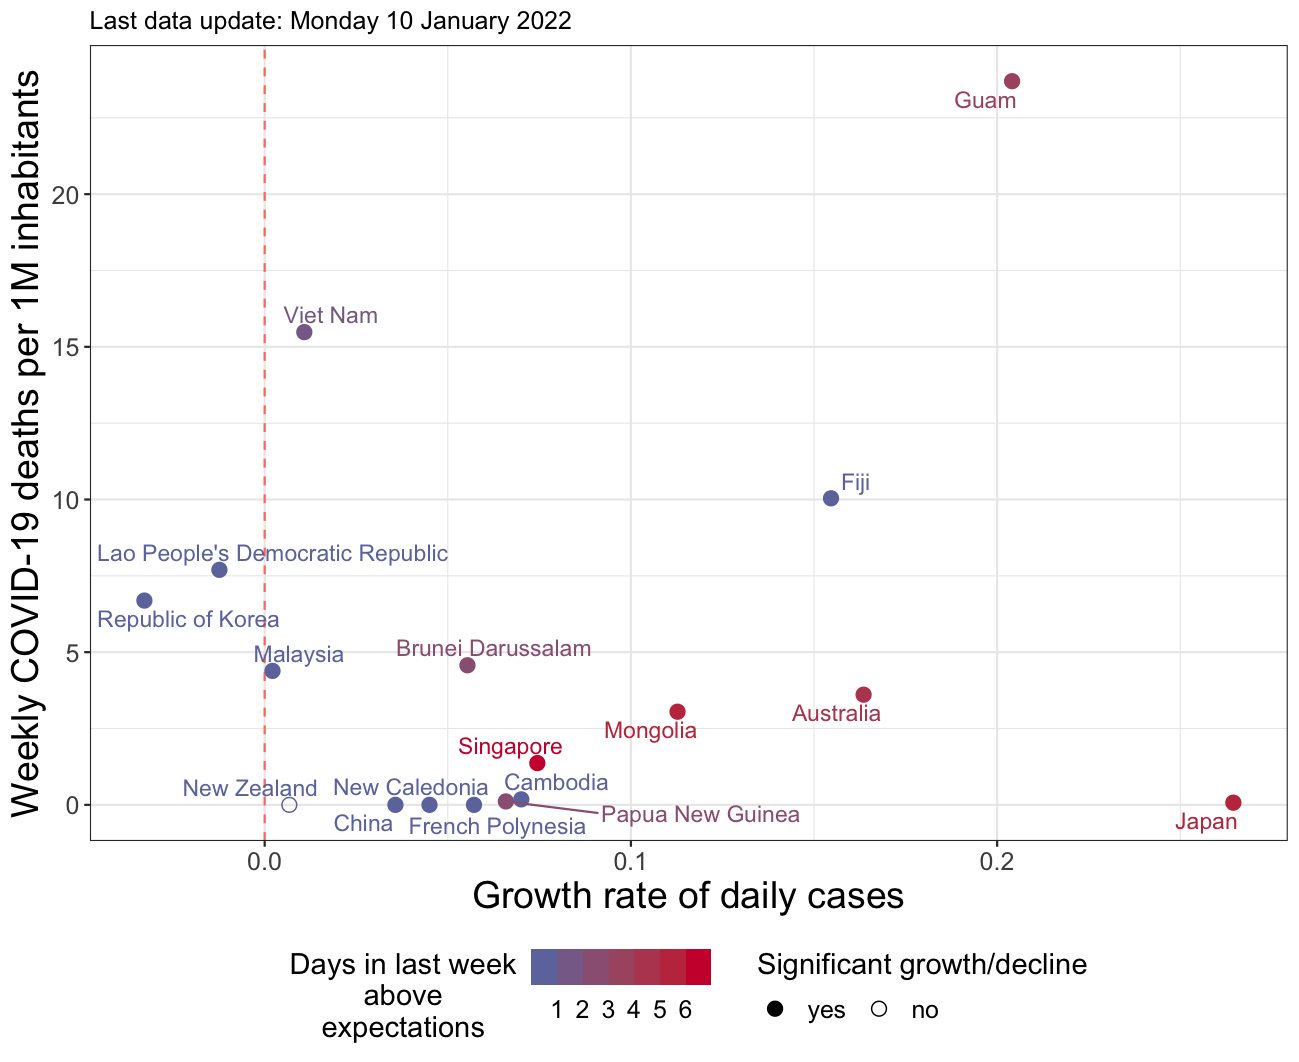 Last data update: Monday 10 January 2022
Weekly COVID-19 deaths per 1M inhabitants
20
15
10
5
0
Guam
Viet Nam
Fiji
Lao People's Democratic Republic
Republic of Korea
Malaysia
Brunei Darussalam
Australia
Mongolia
Singapore
Cambodia
New Zealand
New Caledonia
Papua New Guinea
China
French Polynesia
Japan
0.0
0.1
0.2
Growth rate of daily cases
Days in last week
above
expectations
1 2 3 4 5 6
Significant growth/decline
yes
no